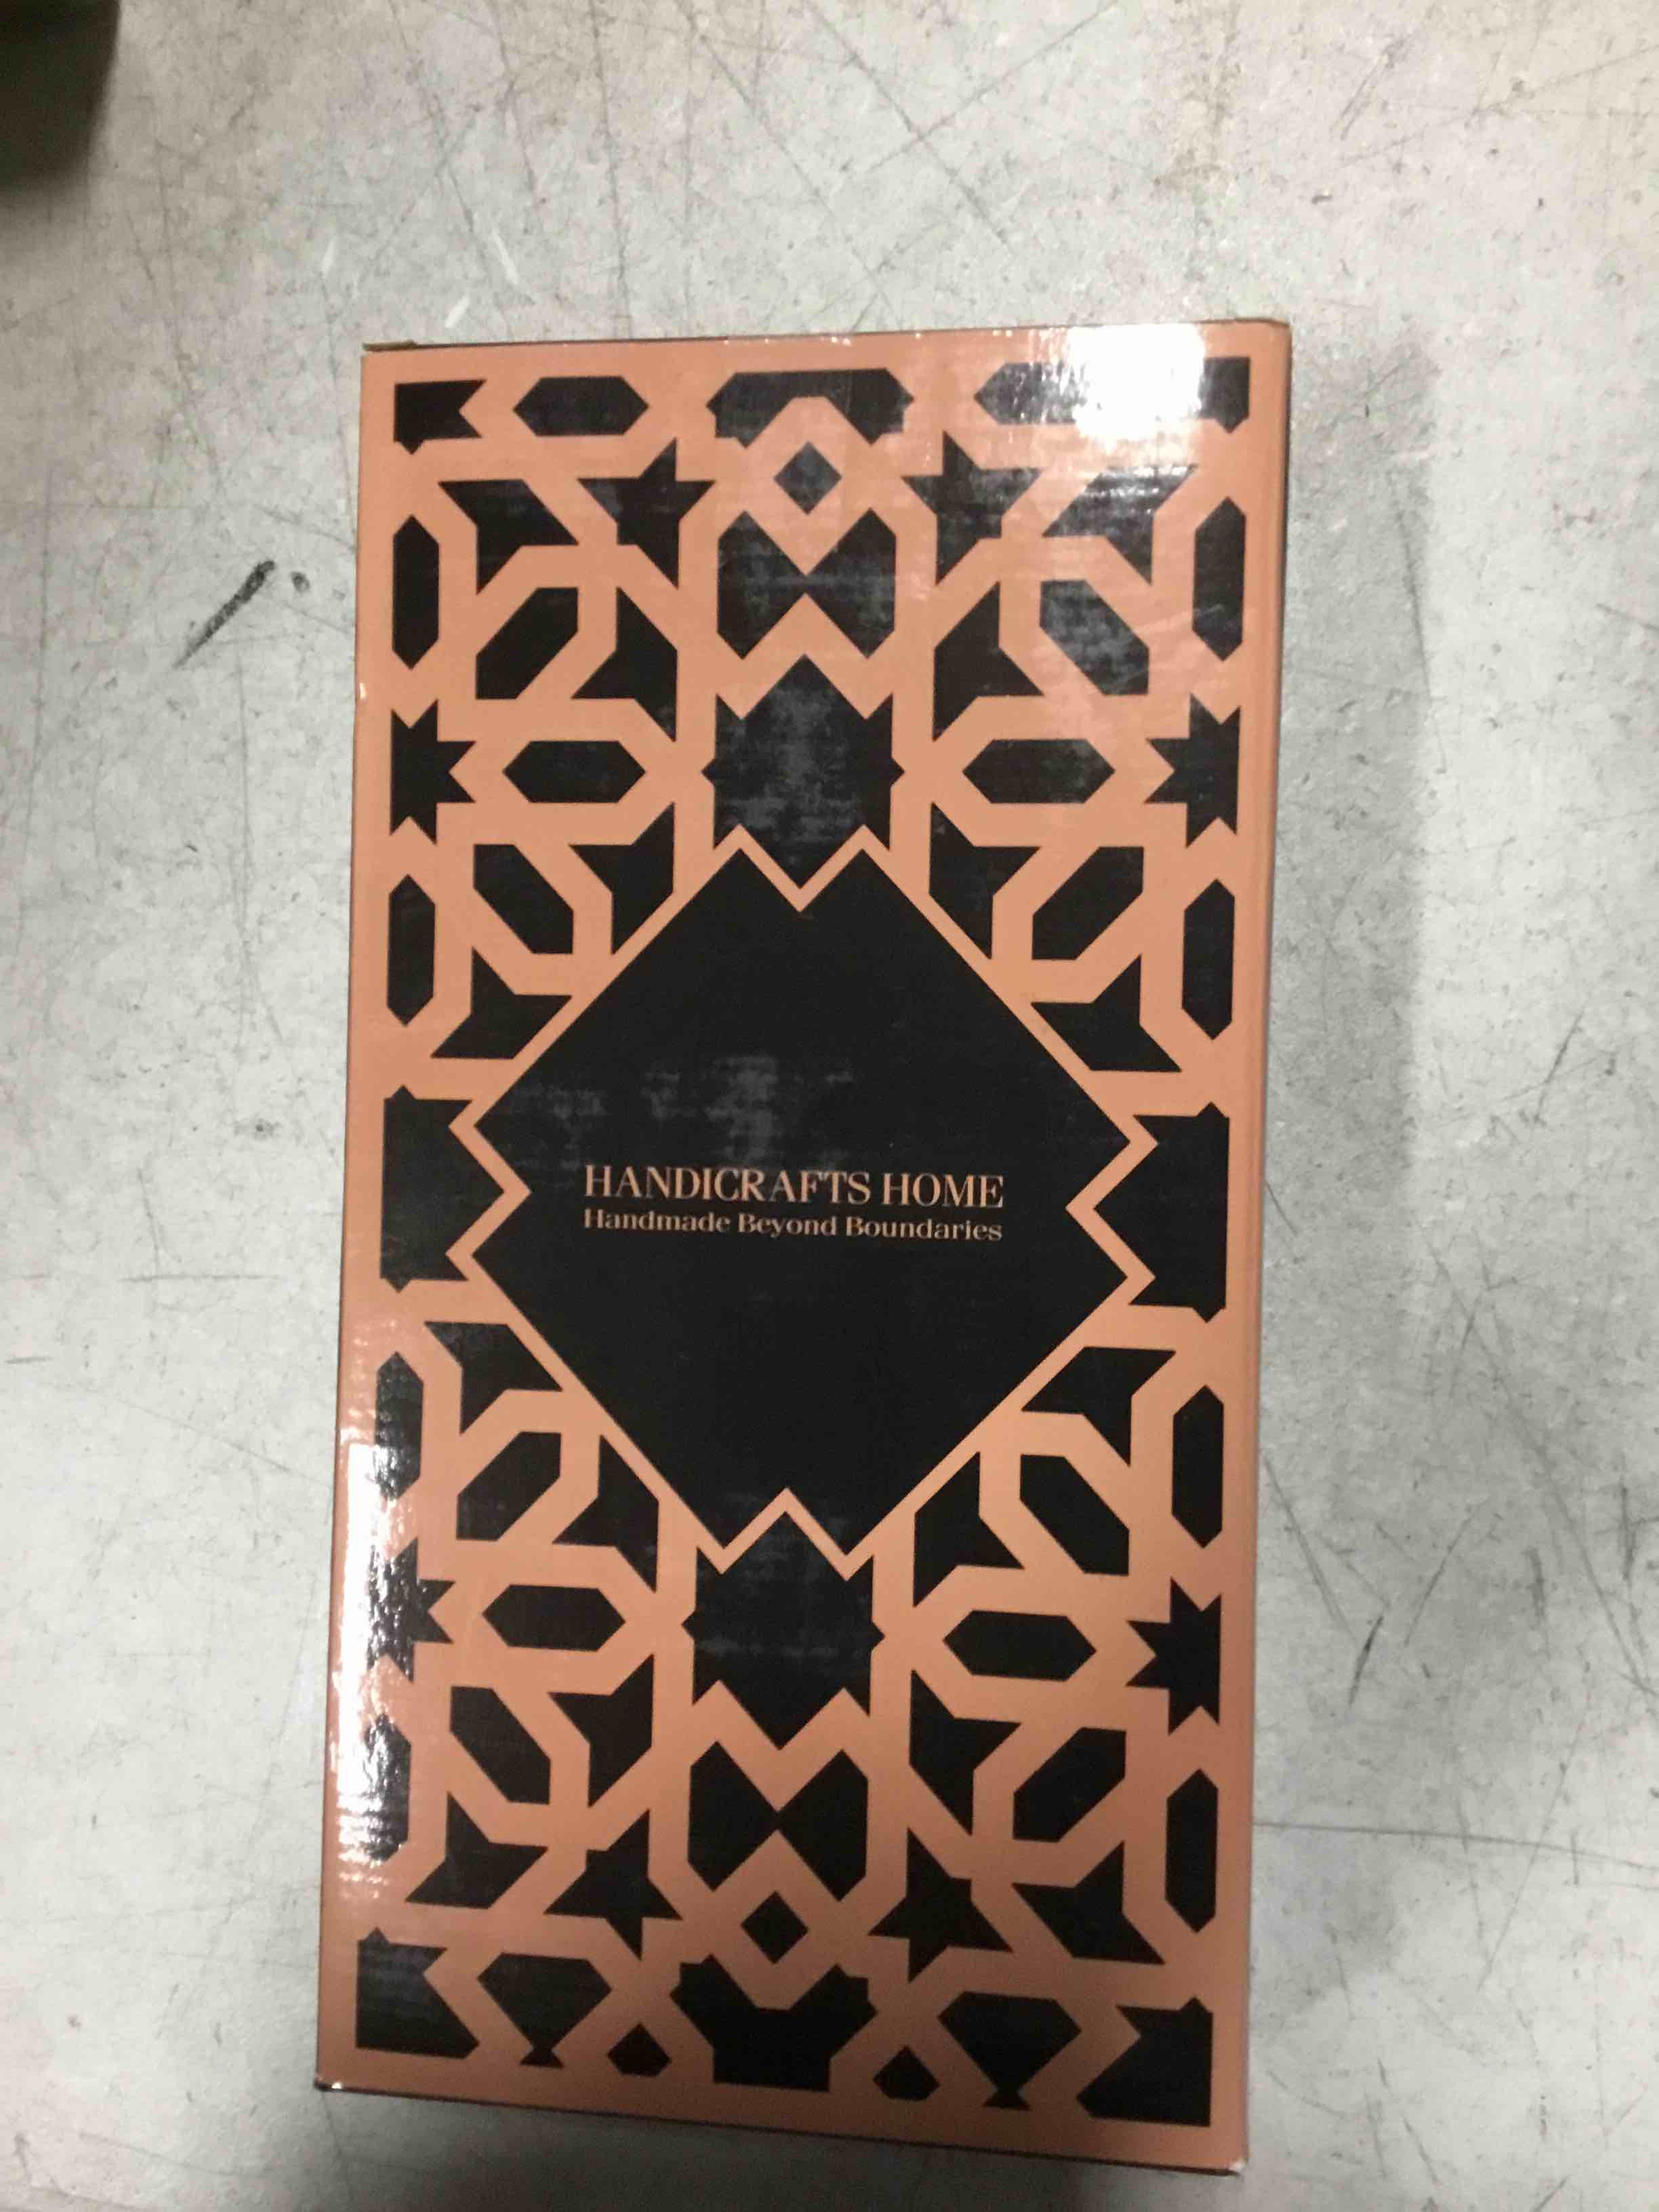 HANDICRAFTS HOME
Handmade Beyond Boundaries